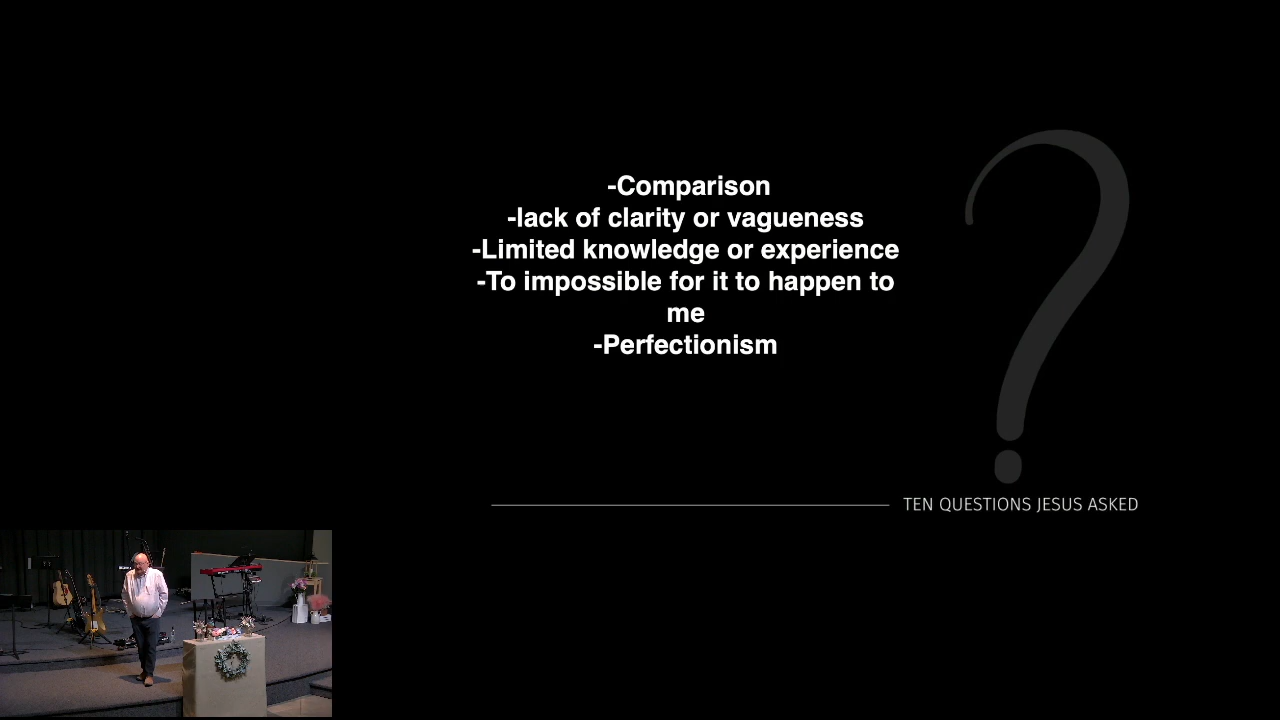 -Comparison
-lack of clarity or vagueness
-Limited knowledge or experience
-To impossible for it to happen to
me
-Perfectionism
?
TEN QUESTIONS JESUS ASKED